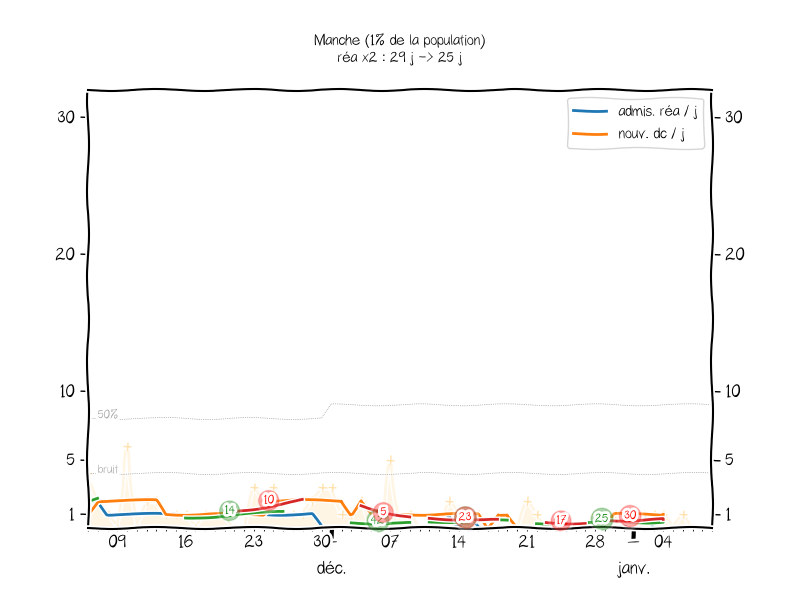 Manche (1% de la population)
réa x2 : 29 j -> 25 j
admis. réa / j
nouv. dc / j
30 30
20 20
10 10
50%
5 5
bruit
1 1
14 10 5 23 17 25 30
09 16 23 30 07 14 21 28 04
déc. janv.